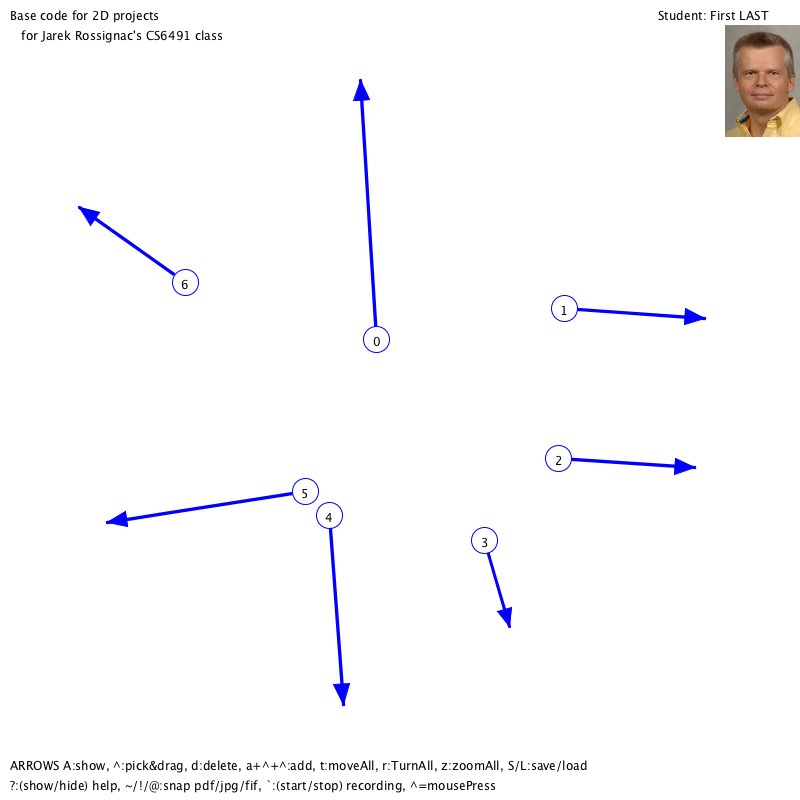 Base code for 2D projects
for Jarek Rossignac's CS6491 class
Student: First LAST
6
0
1
2
5
4
3
ARROWS A:show, ^:pick&drag, d:delete, a+^+^:add, t:moveAll, r:TurnAll, z:zoomAll, S/L:save/load
?:(show/hide) help, ~/!/@:snap pdf/jpg/fif, `:(start/stop) recording, ^=mousePress